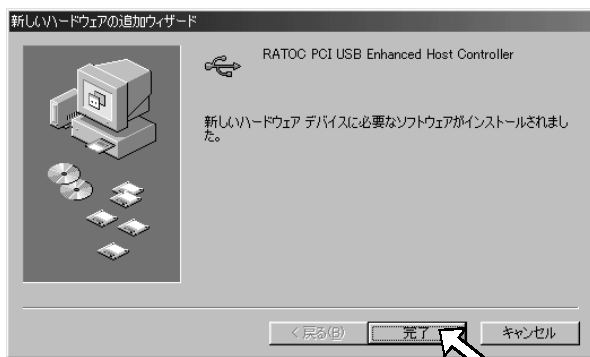 新しいハードウェアの追加ウィザード
RATOC PCI USB Enhanced Host Controller
新しいハードウェア デバイスに必要なソフトウェアがインストールされまし
た。
< 戻る(B)
完了
キャンセル